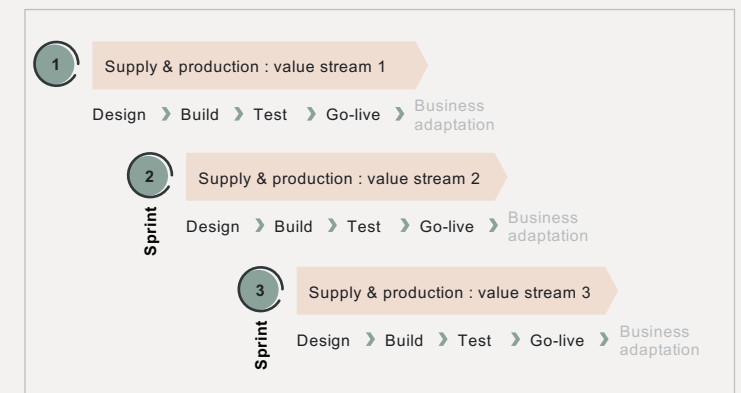 1
Supply & production : value stream 1
Design Build Test Go-live Business adaptation
2
Supply & production : value stream 2
Sprint
Design Build Test Go-live Business adaptation
3
Supply & production : value stream 3
Sprint
Design Build Test Go-live Business adaptation